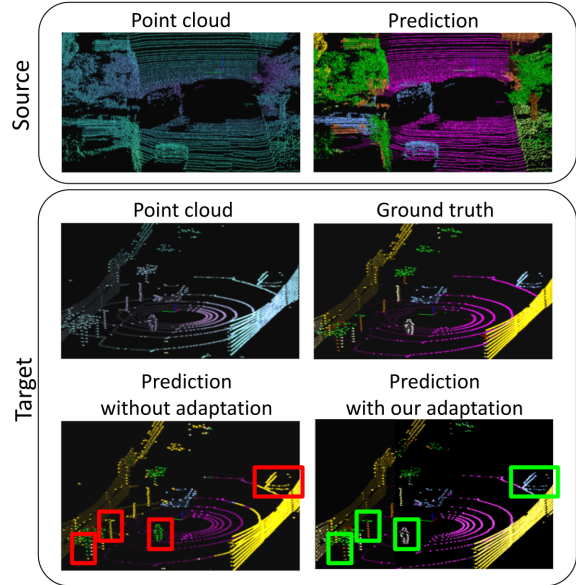 Point cloud
Prediction
Source
Point cloud
Ground truth
Target
Prediction
without adaptation
Prediction
with our adaptation